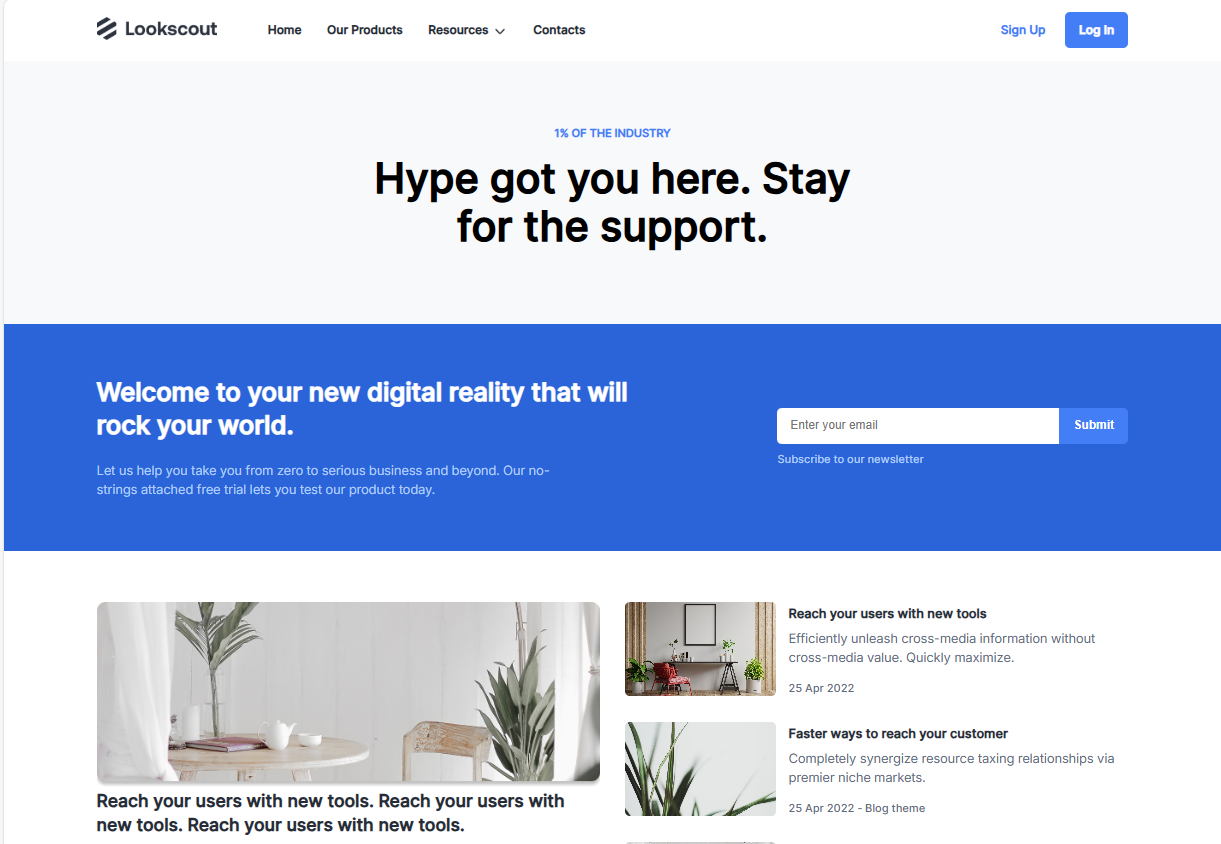 Lookscout
Home
Our Products
Resources
Contacts
Sign Up
Log In
1% OF THE INDUSTRY
Hype got you here. Stay
for the support.
Welcome to your new digital reality that will
rock your world.
Let us help you take you from zero to serious business and beyond. Our no-
strings attached free trial lets you test our product today.
Enter your email
Submit
Subscribe to our newsletter
Reach your users with new tools. Reach your users with
new tools. Reach your users with new tools.
Reach your users with new tools
Efficiently unleash cross-media information without
cross-media value. Quickly maximize.
25 Apr 2022
Faster ways to reach your customer
Completely synergize resource taxing relationships via
premier niche markets.
25 Apr 2022 - Blog theme